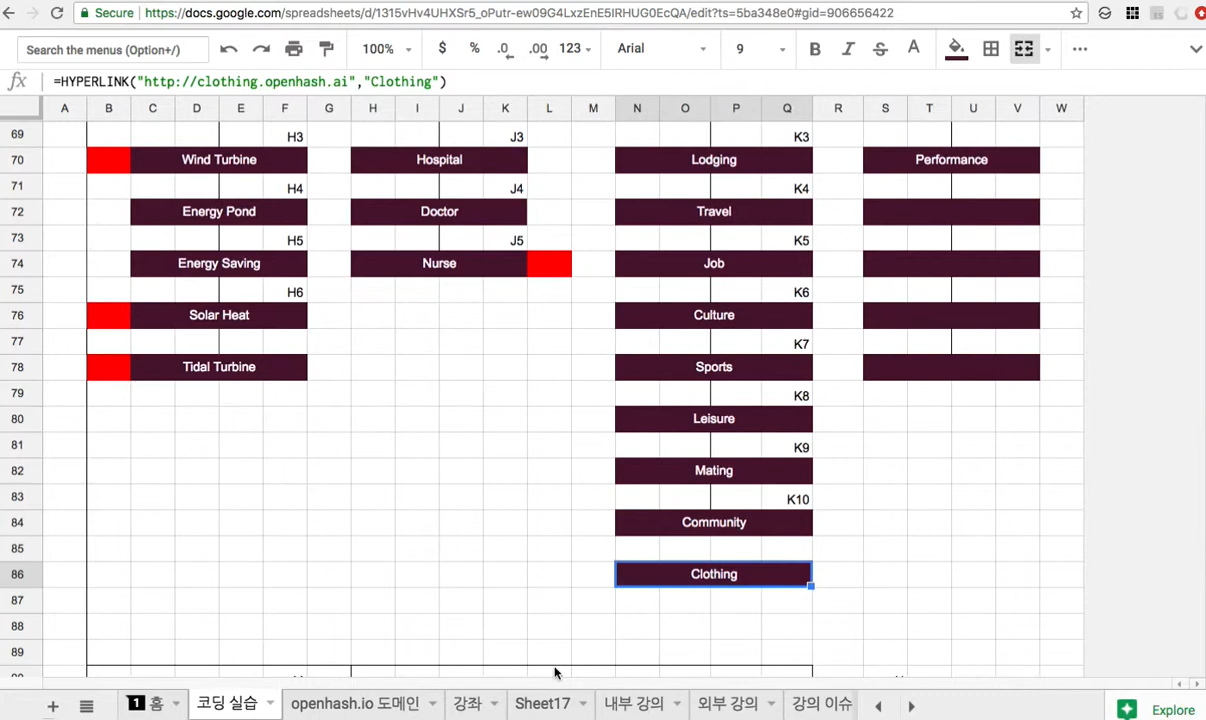 Secure https://docs.google.com/spreadsheets/d/1315vHv4UHXSr5_oPutr-ew09G4LxzEnE5IRHUG0EcQA/edit?ts=5ba348e0#gid=906656422
Search the menus (Option+/) 100% $ % .0 .00 123 Arial 9 B I S A
fx =HYPERLINK("http://clothing.openhash.ai","Clothing")
A B C D E F G H I J K L M N O P Q R S T U V W
69 H3 J3 K3
70 Wind Turbine Hospital Lodging Performance
71 H4 J4 K4
72 Energy Pond Doctor Travel
73 H5 J5 K5
74 Energy Saving Nurse Job
75 H6 K6
76 Solar Heat Culture
77 K7
78 Tidal Turbine Sports
79 K8
80 Leisure
81 K9
82 Mating
83 K10
84 Community
85
86 Clothing
87
88
89
1 홈 코딩 실습 openhash.io 도메인 강좌 Sheet17 내부 강의 외부 강의 강의 이슈 Explore